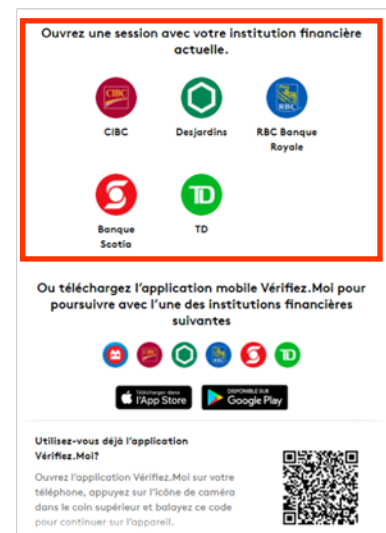 Ouvrez une session avec votre institution financière
actuelle.
CIBC
RBC
CIBC
Desjardins
RBC Banque
Royale
TD
Banque
Scotia
TD
Ou téléchargez l'application mobile Vérifiez.Moi pour
poursuivre avec l'une des institutions financières
suivantes
Télécharger dans
l'App Store
DISPONIBLE SUR
Google Play
Utilisez-vous déjà l'application
Vérifiez.Moi?
Ouvrez l'application Vérifiez.Moi sur votre
téléphone, appuyez sur l'icône de caméra
dans le coin supérieur et balayez ce code
pour continuer sur l'appareil.